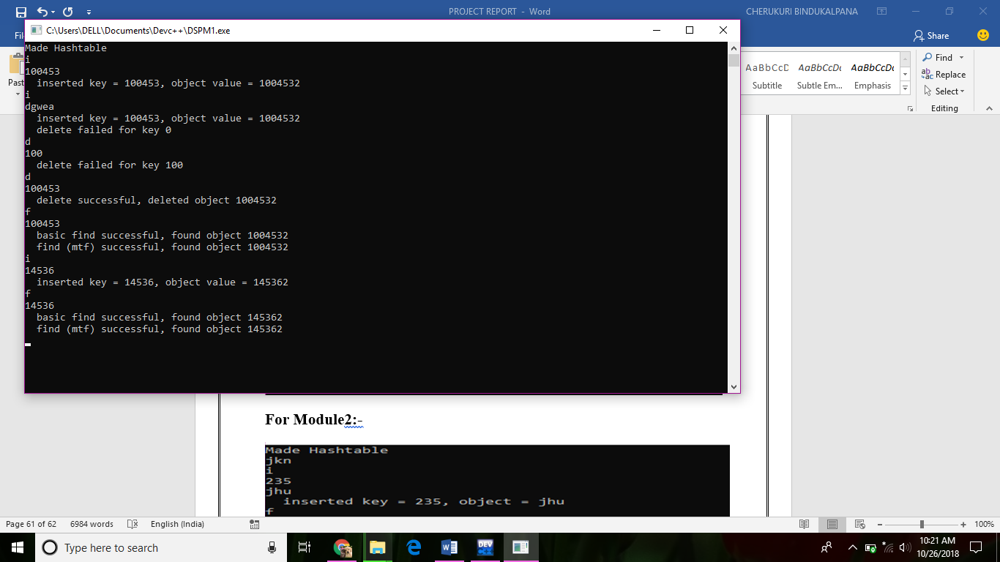 PROJECT REPORT - Word
CHERUKURI BINDUKALPANA
C:\Users\DELL\Documents\Devc++\DSPM1.exe
Share
Made Hashtable
i
100453
  inserted key = 100453, object value = 1004532
i
dgwea
  inserted key = 100453, object value = 1004532
  delete failed for key 0
d
100
  delete failed for key 100
d
100453
  delete successful, deleted object 1004532
f
100453
  basic find successful, found object 1004532
  find (mtf) successful, found object 1004532
i
14536
  inserted key = 14536, object value = 145362
f
14536
  basic find successful, found object 145362
  find (mtf) successful, found object 145362
AaBbCcD AaBbCcDc AaBbCcDc
Subtitle Subtle Em... Emphasis
Find
Replace
Select
Editing
For Module2:-
Made Hashtable
jkn
i
235
jhu
  inserted key = 235, object = jhu
f
Page 61 of 62 6984 words English (India) 100%
Type here to search
DEV
10:21 AM
10/26/2018